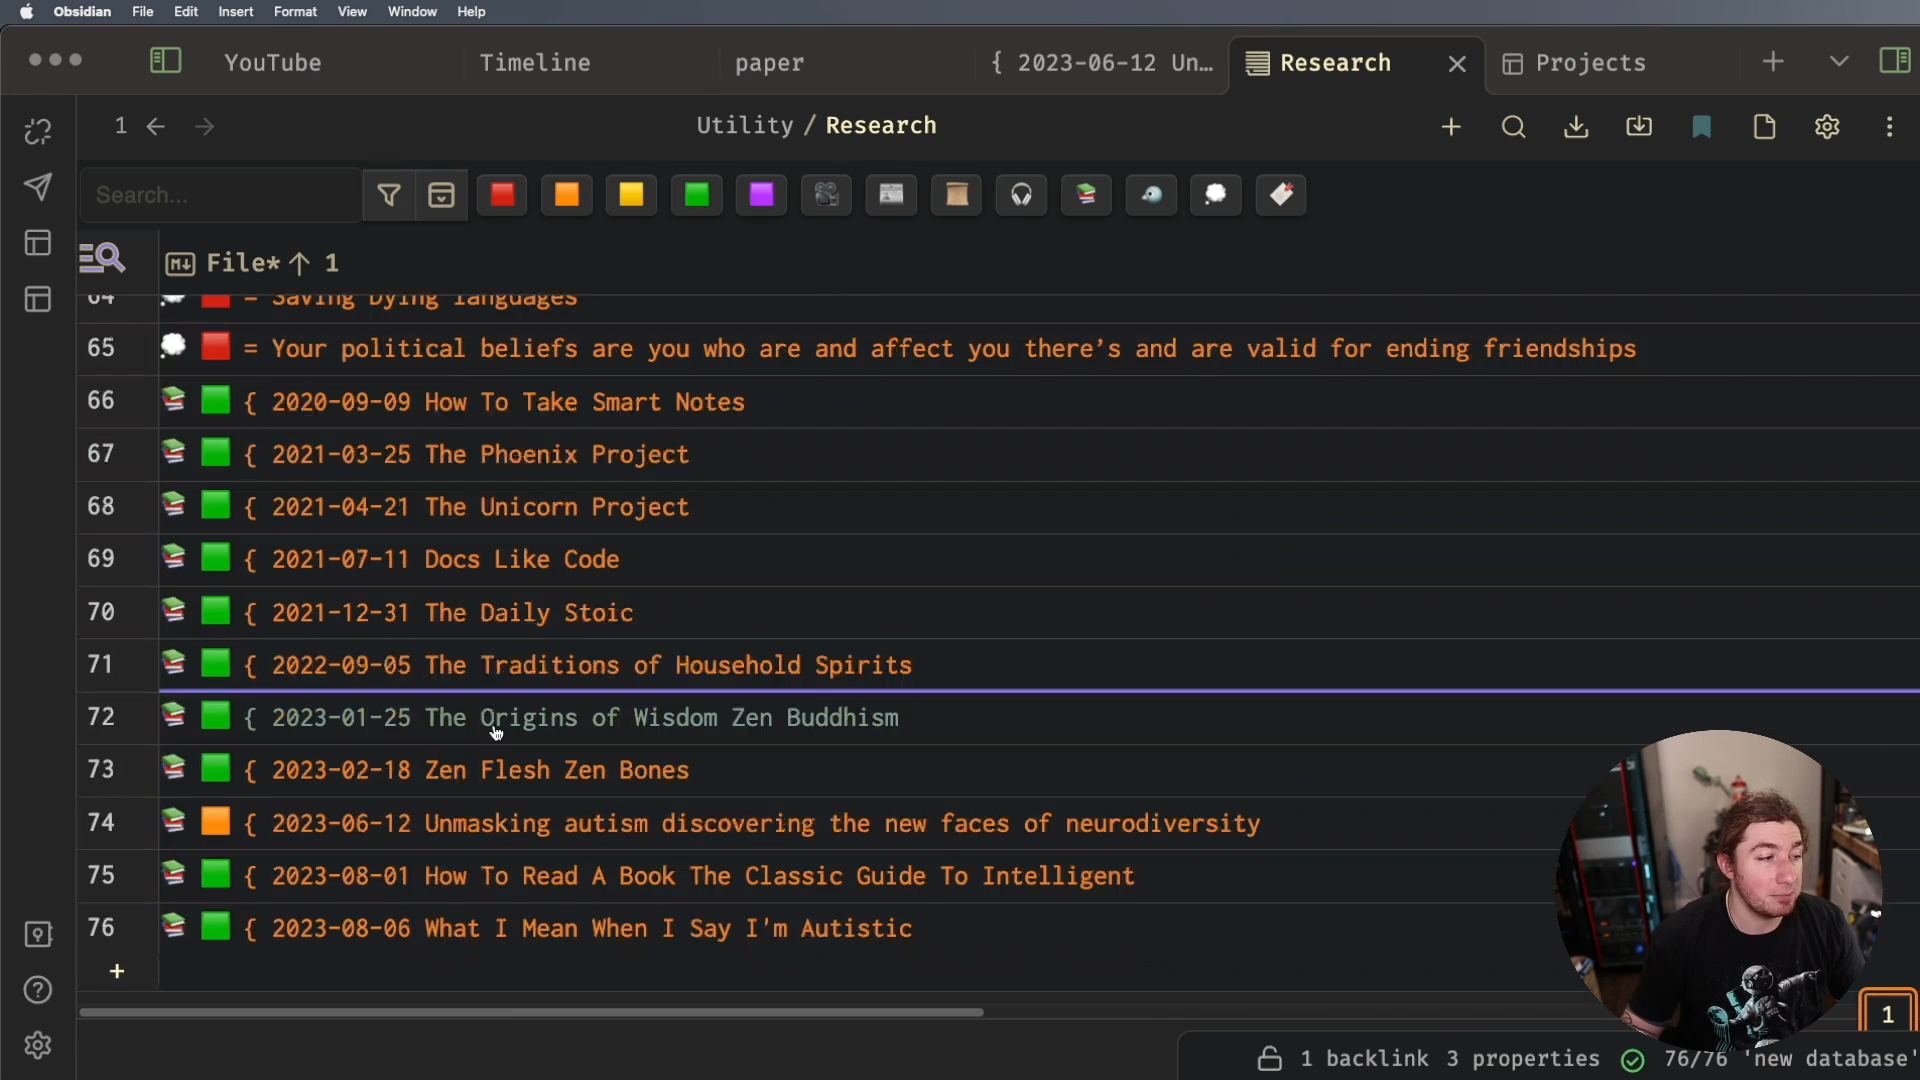 Obsidian File Edit Insert Format View Window Help
YouTube Timeline paper { 2023-06-12 Un… Research Projects
1 Utility / Research
Search...
File* ↑ 1
64 = Saving Dying languages
65 = Your political beliefs are you who are and affect you there's and are valid for ending friendships
66 { 2020-09-09 How To Take Smart Notes
67 { 2021-03-25 The Phoenix Project
68 { 2021-04-21 The Unicorn Project
69 { 2021-07-11 Docs Like Code
70 { 2021-12-31 The Daily Stoic
71 { 2022-09-05 The Traditions of Household Spirits
72 { 2023-01-25 The Origins of Wisdom Zen Buddhism
73 { 2023-02-18 Zen Flesh Zen Bones
74 { 2023-06-12 Unmasking autism discovering the new faces of neurodiversity
75 { 2023-08-01 How To Read A Book The Classic Guide To Intelligent
76 { 2023-08-06 What I Mean When I Say I'm Autistic
+
1
1 backlink 3 properties 76/76 'new database'